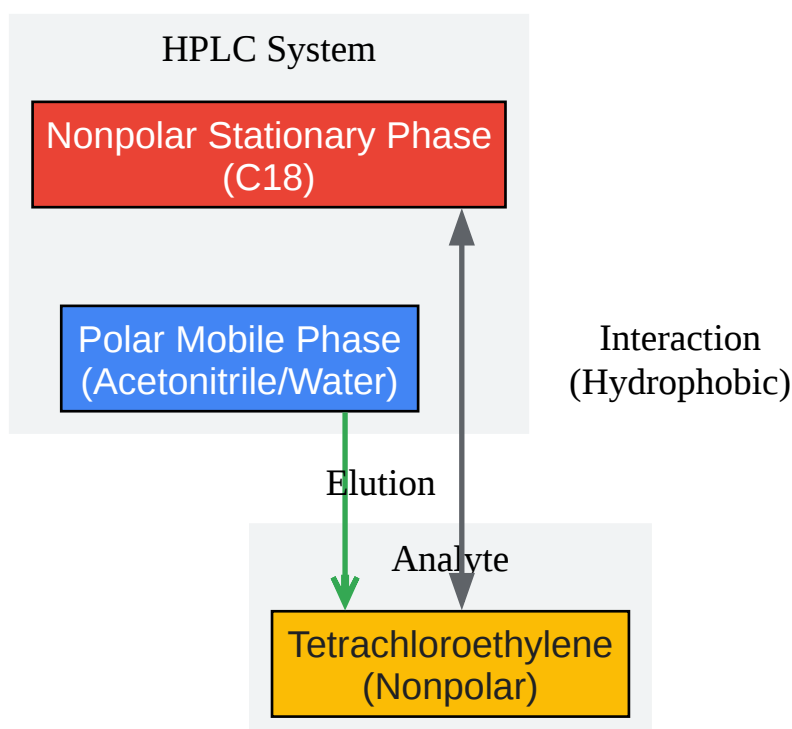 HPLC System
Nonpolar Stationary Phase
(C18)
Polar Mobile Phase
(Acetonitrile/Water)
Interaction
(Hydrophobic)
Elution
Analyte
Tetrachloroethylene
(Nonpolar)